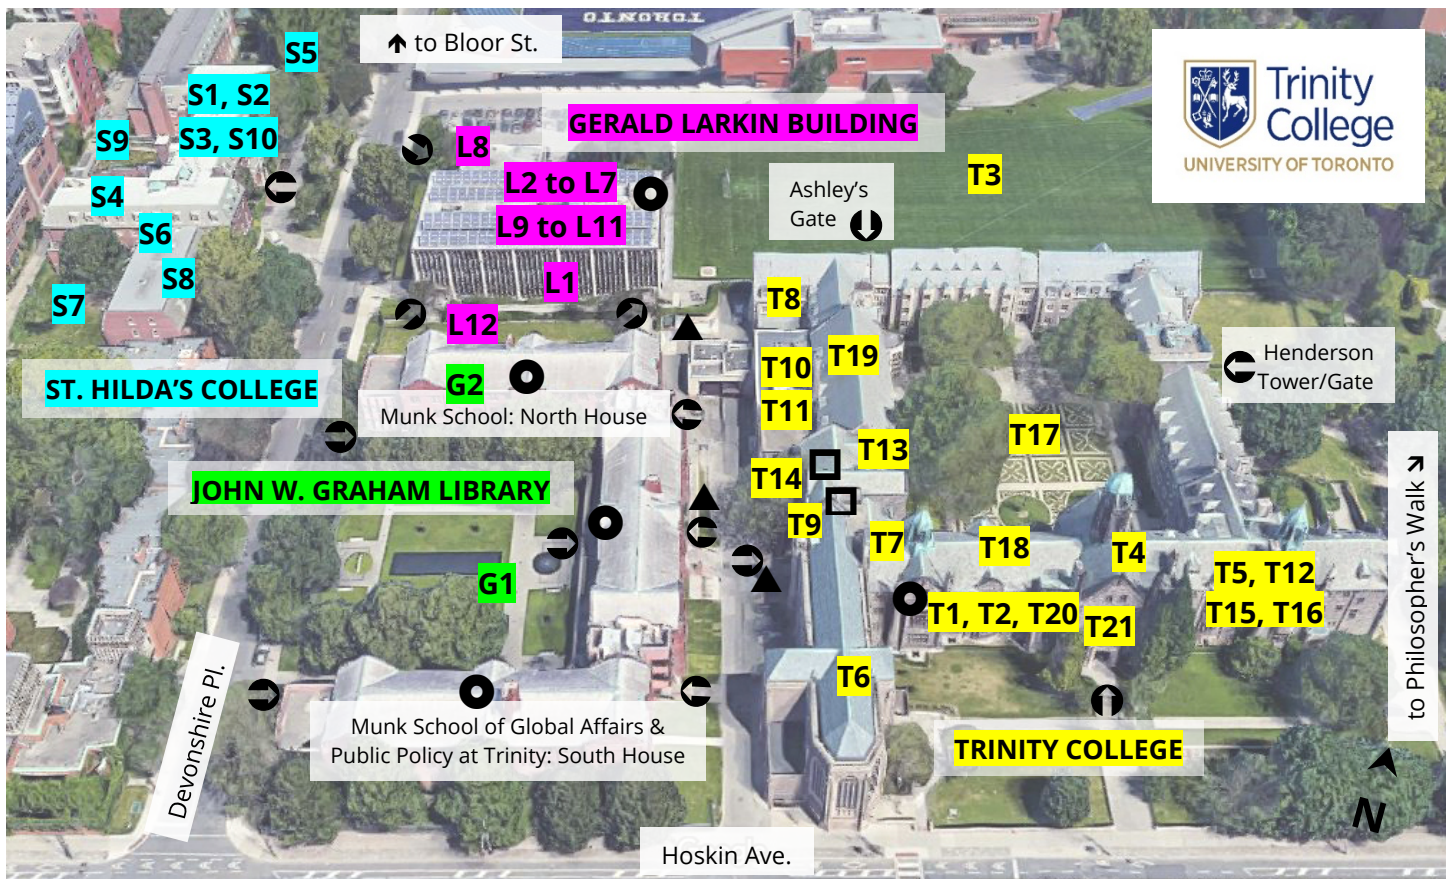 TORONTO
↑ to Bloor St.
Trinity
College
UNIVERSITY OF TORONTO
S5
S1, S2
S3, S10
S9
S4
S6
S8
S7
ST. HILDA'S COLLEGE
GERALD LARKIN BUILDING
L8
L2 to L7
L9 to L11
L1
L12
T3
Ashley's
Gate
Henderson
Tower/Gate
G2
Munk School: North House
JOHN W. GRAHAM LIBRARY
G1
Munk School of Global Affairs &
Public Policy at Trinity: South House
Devonshire Pl.
T8
T10
T19
T11
T13
T14
T9
T7
T17
T18
T4
T5, T12
T15, T16
T1, T2, T20
T21
T6
TRINITY COLLEGE
to Philosopher's Walk ↗
N
Hoskin Ave.